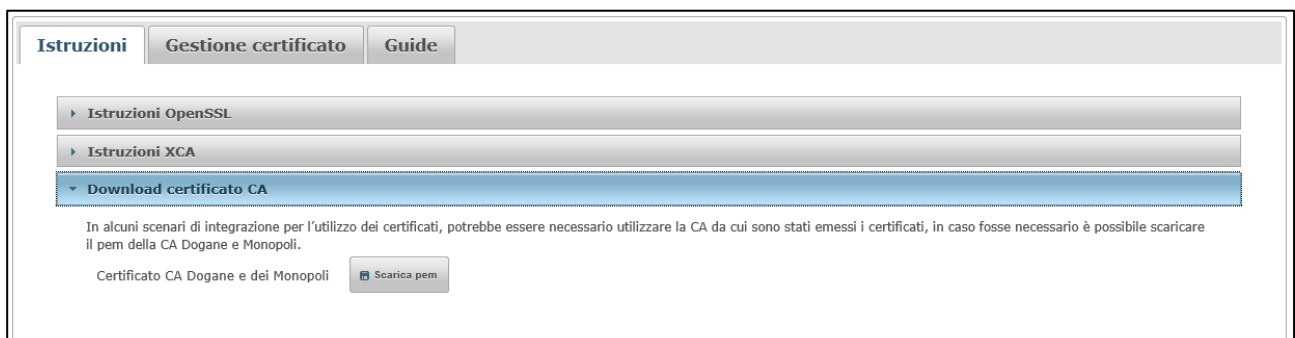 Istruzioni Gestione certificato Guide
Istruzioni OpenSSL
Istruzioni XCA
Download certificato CA
In alcuni scenari di integrazione per l'utilizzo dei certificati, potrebbe essere necessario utilizzare la CA da cui sono stati emessi i certificati, in caso fosse necessario è possibile scaricare
il pem della CA Dogane e Monopoli.
Certificato CA Dogane e dei Monopoli Scarica pem